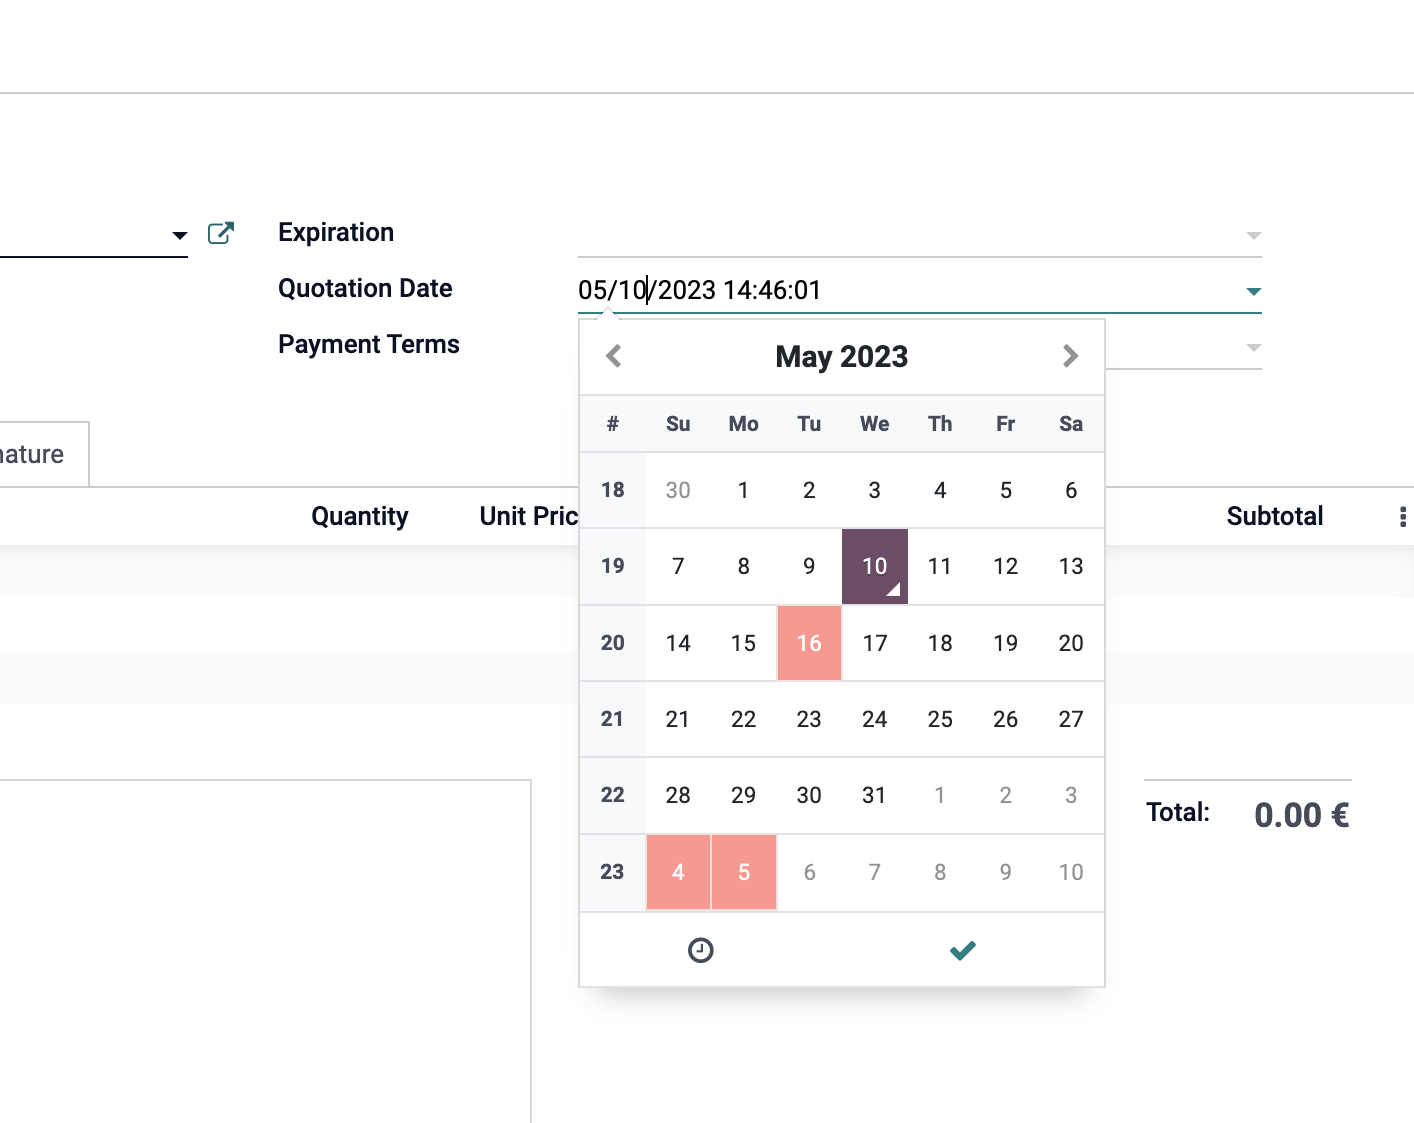 Expiration
Quotation Date 05/10/2023 14:46:01
Payment Terms
May 2023
# Su Mo Tu We Th Fr Sa
18 30 1 2 3 4 5 6
19 7 8 9 10 11 12 13
20 14 15 16 17 18 19 20
21 21 22 23 24 25 26 27
22 28 29 30 31 1 2 3
23 4 5 6 7 8 9 10
nature
Quantity Unit Pric Subtotal
Total: 0.00 €